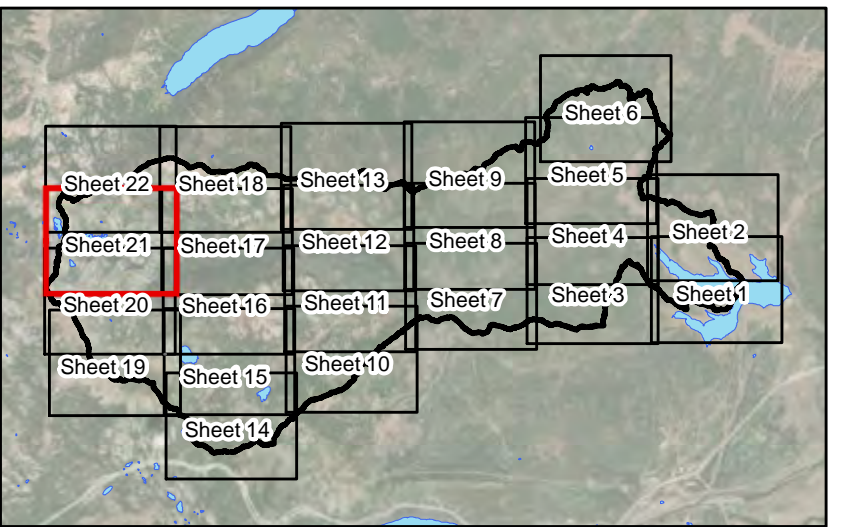 Sheet 6
Sheet 22
Sheet 18
Sheet 13
Sheet 9
Sheet 5
Sheet 21
Sheet 17
Sheet 12
Sheet 8
Sheet 4
Sheet 2
Sheet 20
Sheet 16
Sheet 11
Sheet 7
Sheet 3
Sheet 1
Sheet 19
Sheet 15
Sheet 10
Sheet 14